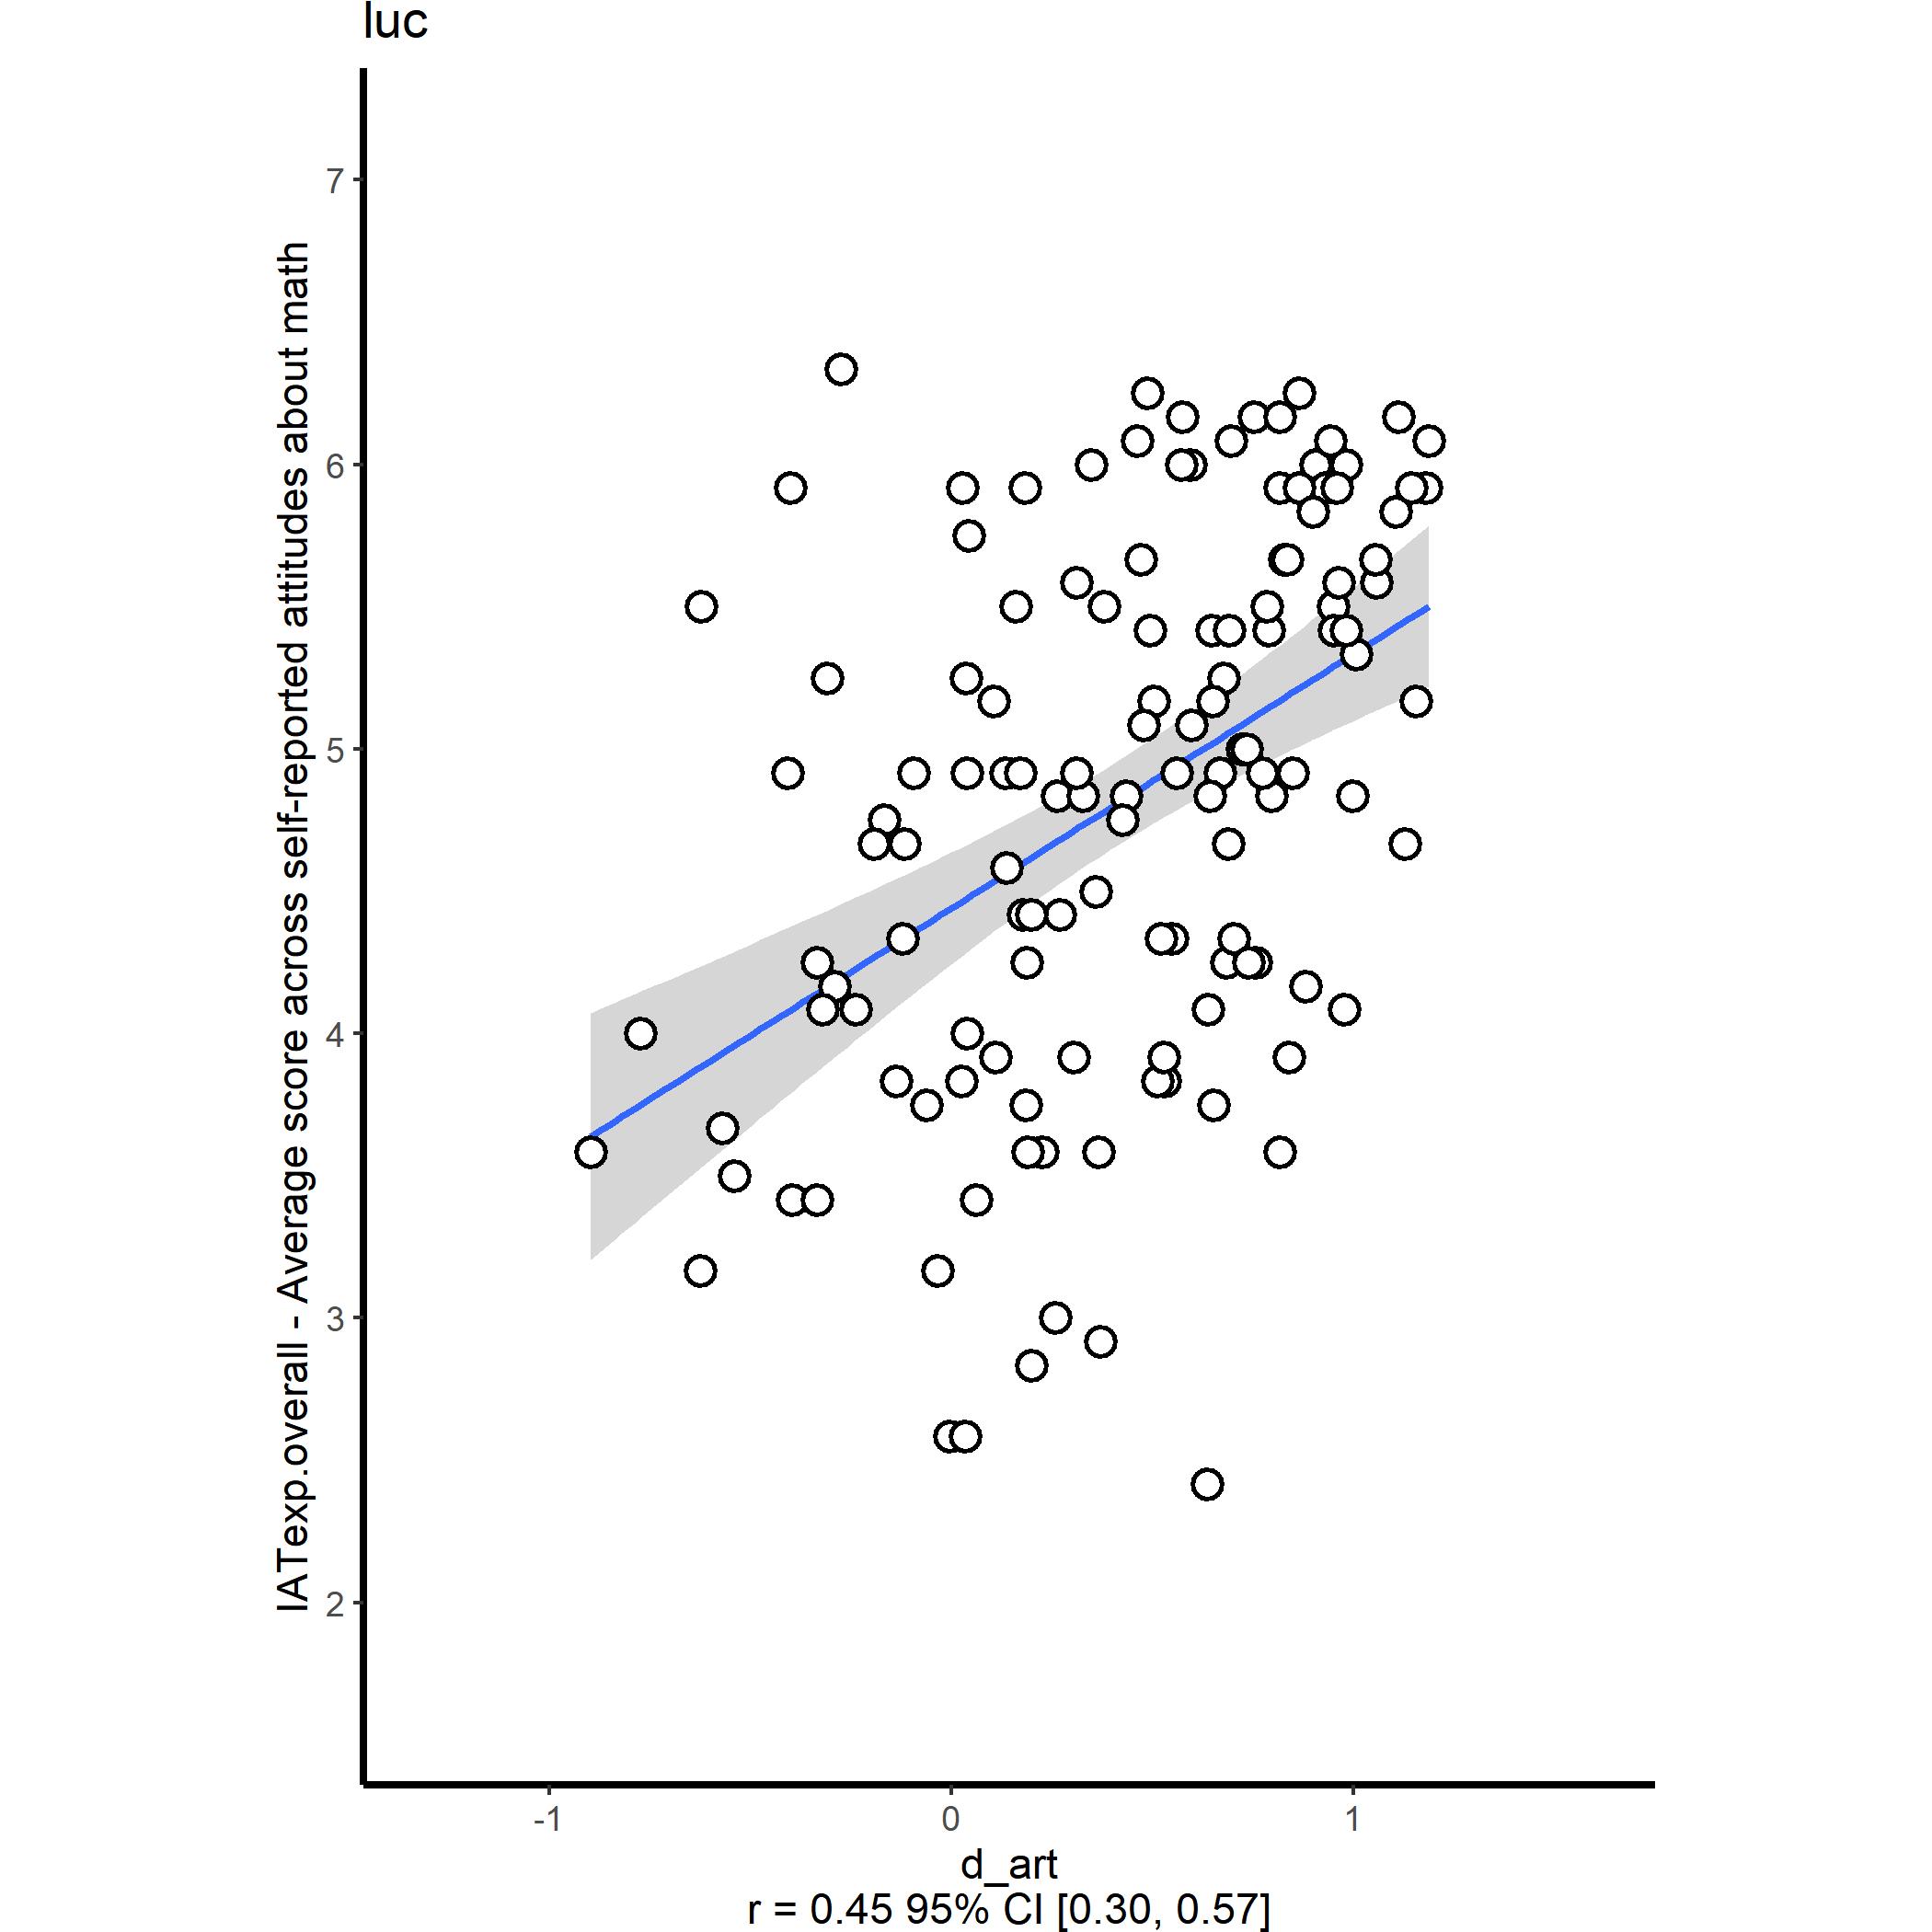 luc
IATexp.overall - Average score across self-reported attitudes about math
7
6
5
4
3
2
-1 0 1
d_art
r = 0.45 95% CI [0.30, 0.57]